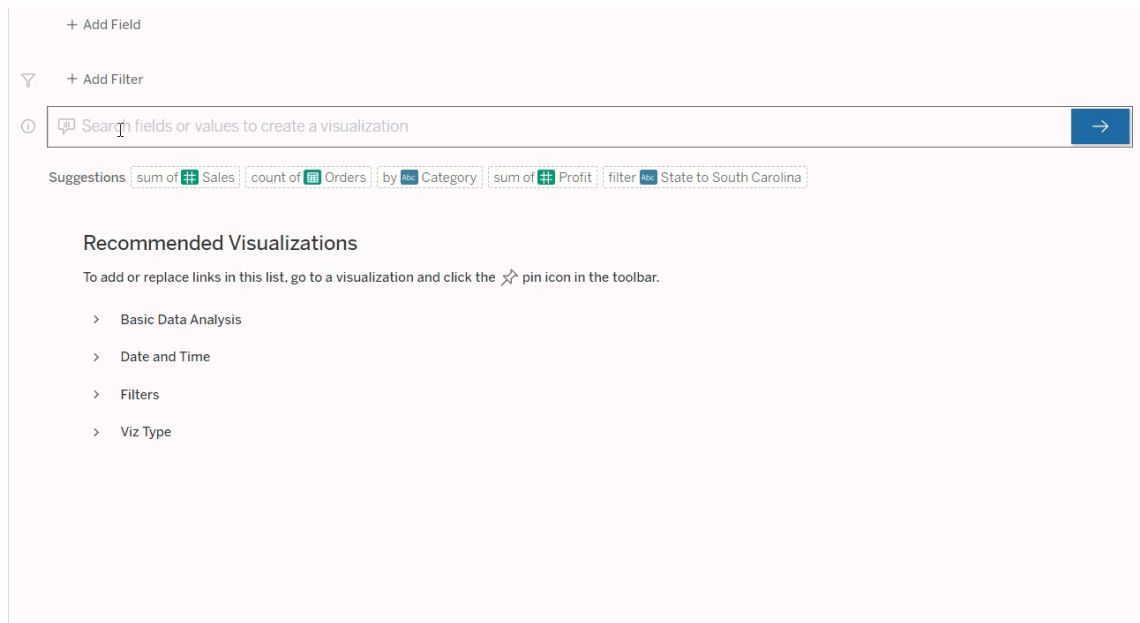 + Add Field
+ Add Filter
Search fields or values to create a visualization
Suggestions sum of # Sales count of Orders by Abc Category sum of # Profit filter Abc State to South Carolina
Recommended Visualizations
To add or replace links in this list, go to a visualization and click the pin icon in the toolbar.
Basic Data Analysis
Date and Time
Filters
Viz Type